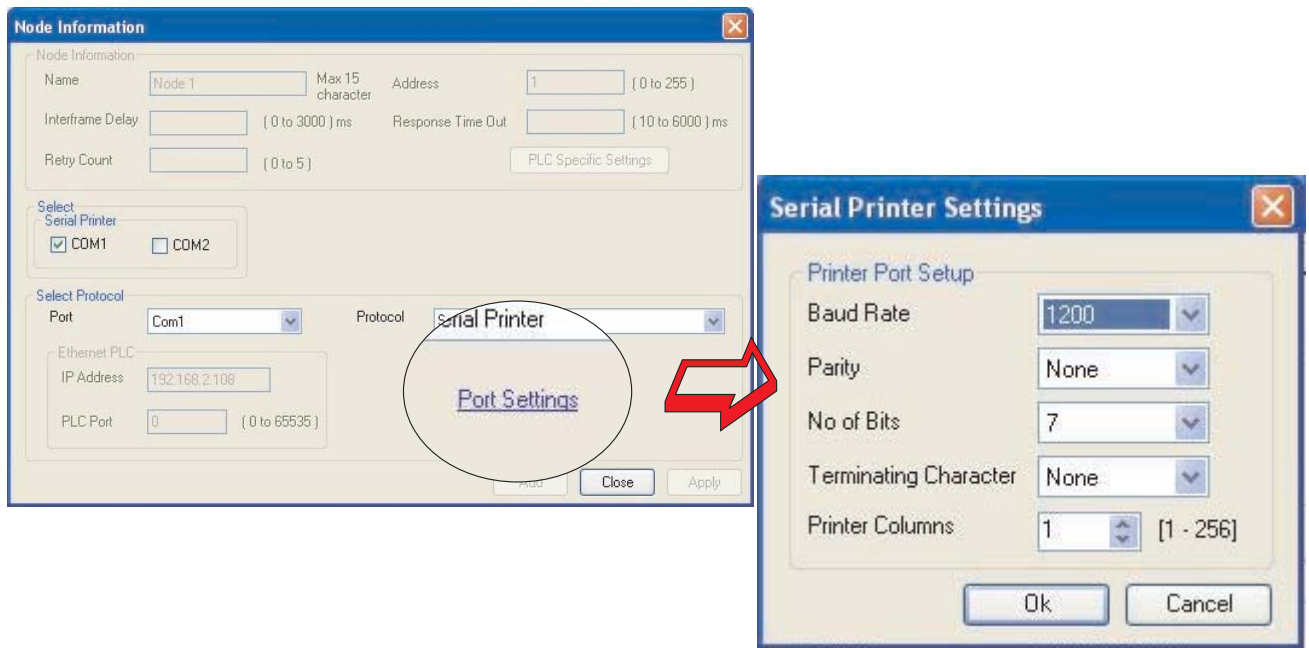 Node Information
Node Information
Name Node 1 Max 15 character Address 1 ( 0 to 255 )
Interframe Delay ( 0 to 3000 ) ms Response Time Out ( 10 to 6000 ) ms
Retry Count ( 0 to 5 ) PLC Specific Settings
Select
Serial Printer
COM1 COM2
Select Protocol
Port Com1 Protocol Serial Printer
Ethernet PLC
IP Address 192.168.2.108
Port Settings
PLC Port 0 ( 0 to 65535 )
Add Close Apply
Serial Printer Settings
Printer Port Setup
Baud Rate 1200
Parity None
No of Bits 7
Terminating Character None
Printer Columns 1 [1 - 256]
Ok Cancel